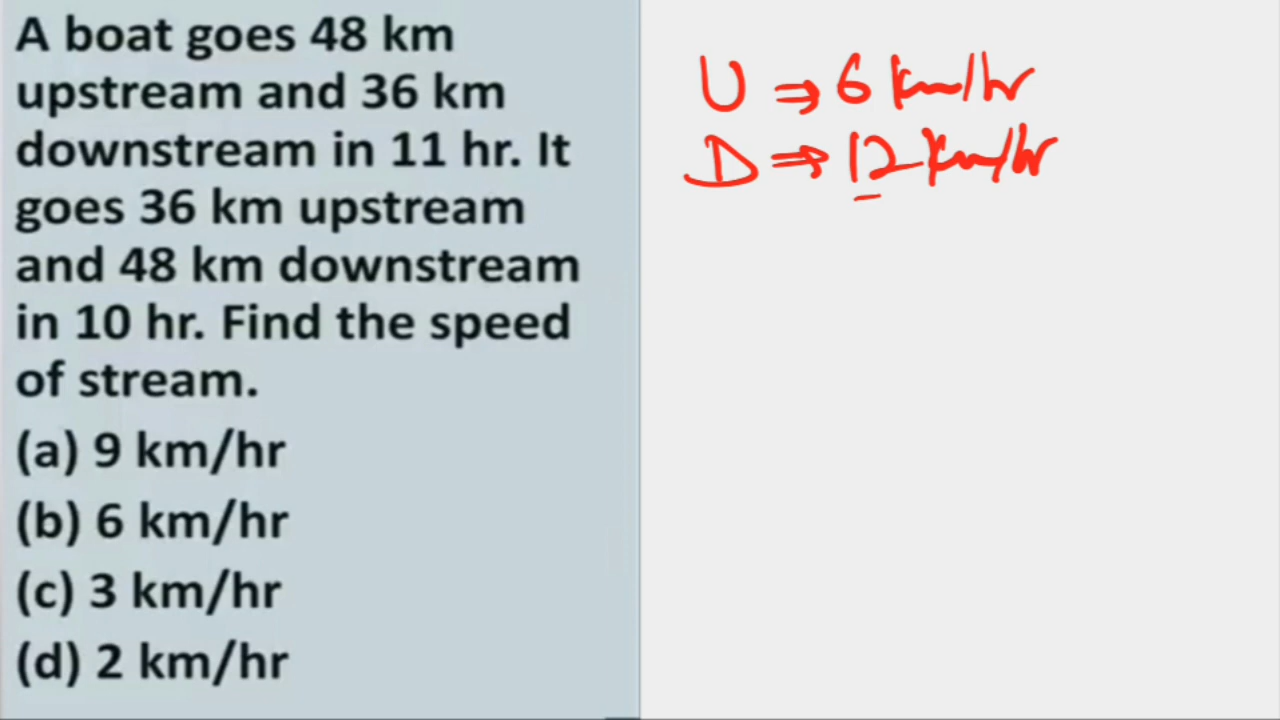 A boat goes 48 km
upstream and 36 km
downstream in 11 hr. It
goes 36 km upstream
and 48 km downstream
in 10 hr. Find the speed
of stream.
(a) 9 km/hr
(b) 6 km/hr
(c) 3 km/hr
(d) 2 km/hr
U ⇒ 6 km/hr
D ⇒ 12 km/hr